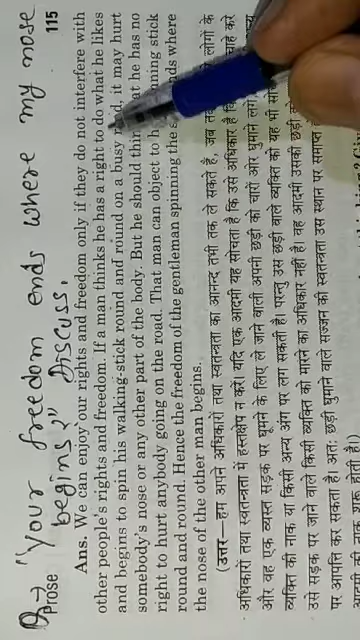 Prose
115
Q→ "Your freedom ends where my nose
begins." Discuss.
Ans. We can enjoy our rights and freedom only if they do not interfere with
other people's rights and freedom. If a man thinks he has a right to do what he likes
and begins to spin his walking-stick round and round on a busy road, it may hurt
somebody's nose or any other part of the body. But he should think that he has no
right to hurt anybody going on the road. That man can object to his coming stick
round and round. Hence the freedom of the gentleman spinning the ends where
the nose of the other man begins.
(उत्तर – हम अपने अधिकारों तथा स्वतन्त्रता का आनन्द तभी तक ले सकते हैं, जब लोगों के
अधिकारों तथा स्वतन्त्रता में हस्तक्षेप न करें। यदि एक आदमी यह सोचता है कि उसे अधिकार है चाहे करे
और वह एक व्यस्त सड़क पर घूमने के लिए ले जाने वाली अपनी छड़ी को चारों ओर घुमाने लगे
व्यक्ति की नाक या किसी अन्य अंग पर लग सकती है। परन्तु उस छड़ी वाले व्यक्ति को यह भी
उसे सड़क पर जाने वाले किसी व्यक्ति को मारने का अधिकार नहीं है। वह आदमी उसकी छड़ी
पर आपत्ति कर सकता है। अतः छड़ी घुमाने वाले सज्जन की स्वतन्त्रता उस स्थान पर समाप्त
आदमी की नाक शुरू होती है।)